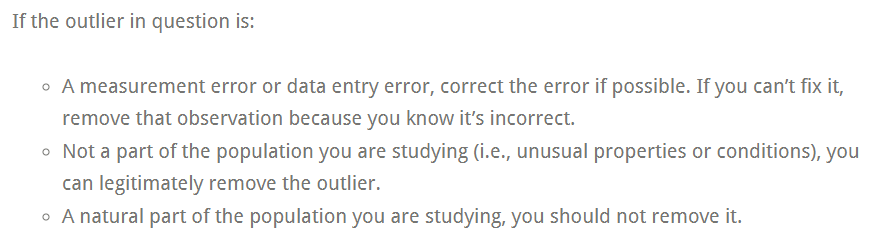 If the outlier in question is:
◦ A measurement error or data entry error, correct the error if possible. If you can’t fix it,
remove that observation because you know it’s incorrect.
◦ Not a part of the population you are studying (i.e., unusual properties or conditions), you
can legitimately remove the outlier.
◦ A natural part of the population you are studying, you should not remove it.